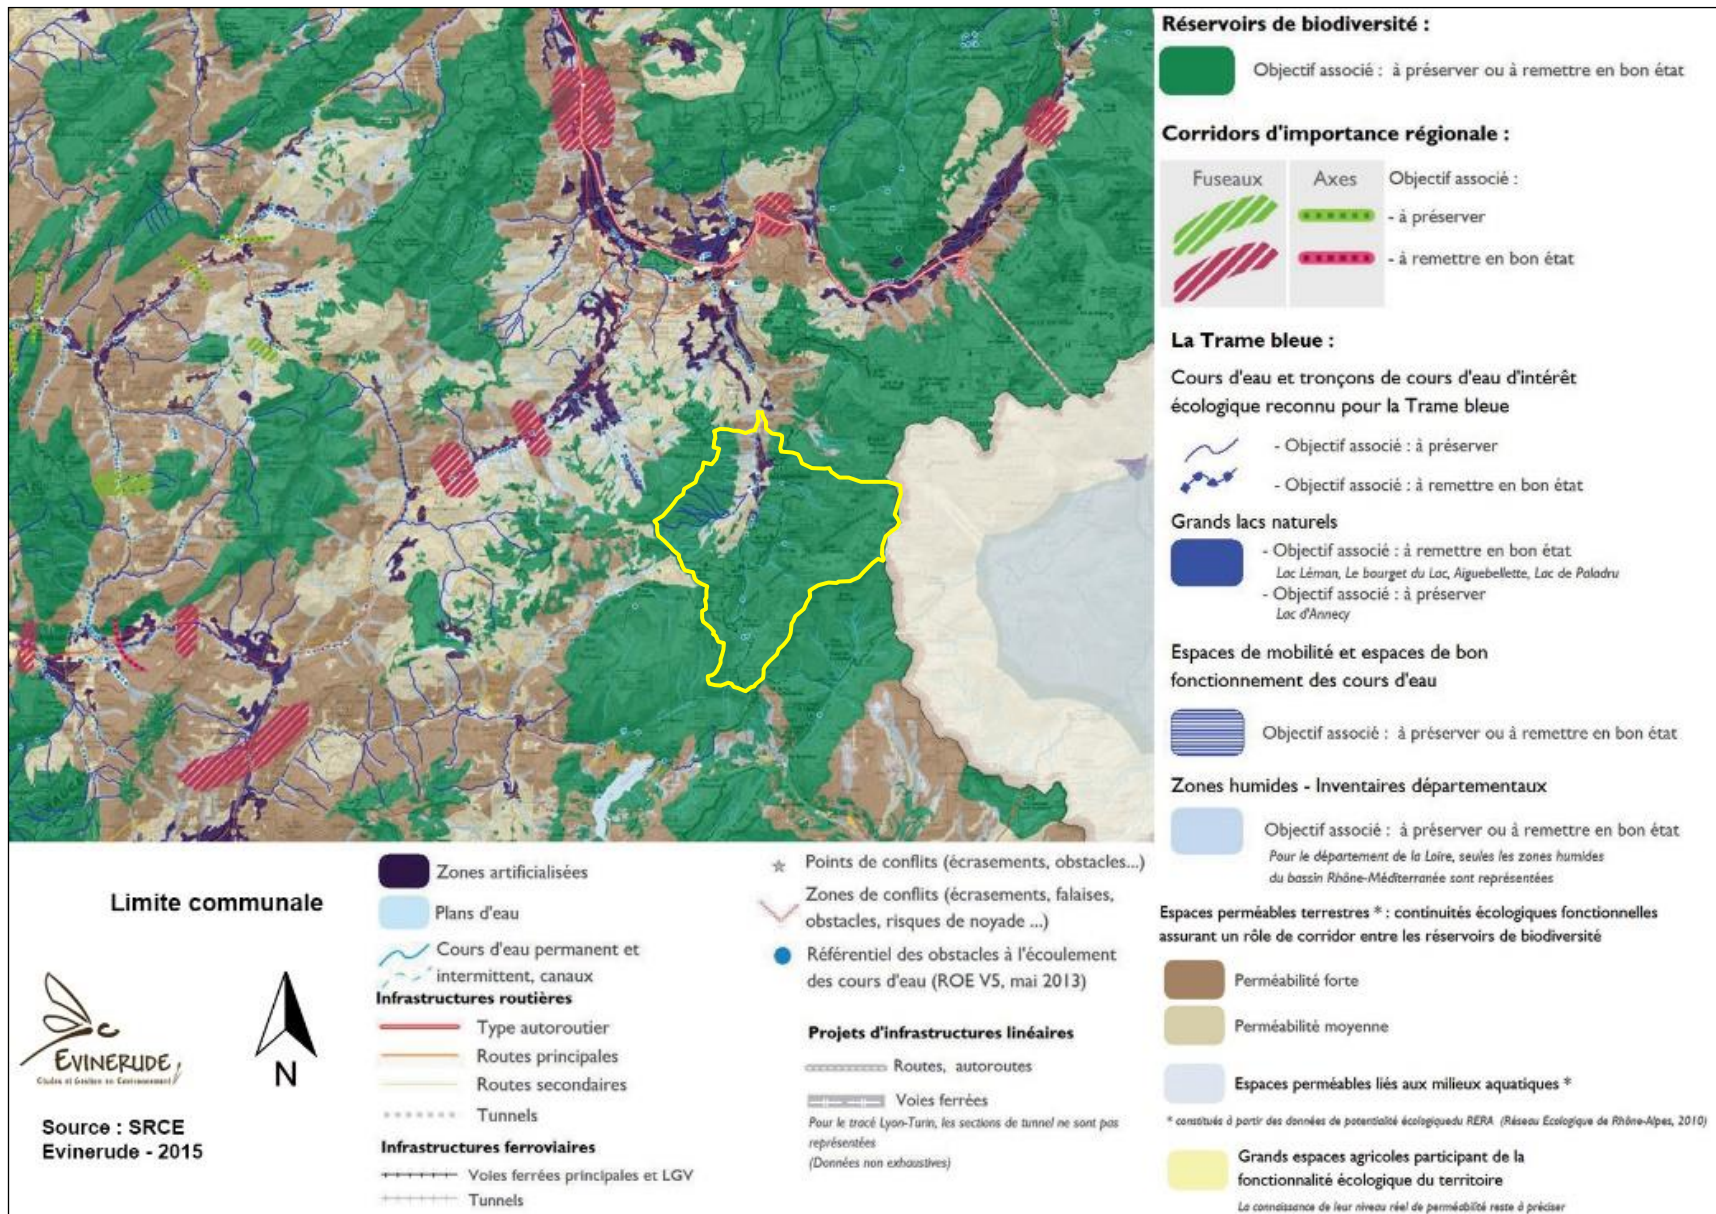 Réservoirs de biodiversité :
Objectif associé : à préserver ou à remettre en bon état
Corridors d'importance régionale :
Fuseaux
Axes
Objectif associé :
- à préserver
- à remettre en bon état
La Trame bleue :
Cours d'eau et tronçons de cours d'eau d'intérêt
écologique reconnu pour la Trame bleue
- Objectif associé : à préserver
- Objectif associé : à remettre en bon état
Grands lacs naturels
- Objectif associé : à remettre en bon état
Lac Léman, Le bourget du Lac, Aiguebellette, Lac de Paladru
- Objectif associé : à préserver
Lac d'Annecy
Espaces de mobilité et espaces de bon
fonctionnement des cours d'eau
Objectif associé : à préserver ou à remettre en bon état
Zones humides - Inventaires départementaux
Objectif associé : à préserver ou à remettre en bon état
Pour le département de la Loire, seules les zones humides
du bassin Rhône-Méditerranée sont représentées
Espaces perméables terrestres * : continuités écologiques fonctionnelles
assurant un rôle de corridor entre les réservoirs de biodiversité
Perméabilité forte
Perméabilité moyenne
Espaces perméables liés aux milieux aquatiques *
* constitués à partir des données de potentialité écologiquedu RERA (Réseau Ecologique de Rhône-Alpes, 2010)
Grands espaces agricoles participant de la
fonctionnalité écologique du territoire
La connaissance de leur niveau réel de perméabilité reste à préciser
Limite communale
EVINERUDE
Etudes et Gestion en Environnement
N
Source : SRCE
Evinerude - 2015
Zones artificialisées
Plans d'eau
Cours d'eau permanent et
intermittent, canaux
Infrastructures routières
Type autoroutier
Routes principales
Routes secondaires
Tunnels
Infrastructures ferroviaires
Voies ferrées principales et LGV
Tunnels
Points de conflits (écrasements, obstacles...)
Zones de conflits (écrasements, falaises,
obstacles, risques de noyade ...)
Référentiel des obstacles à l'écoulement
des cours d'eau (ROE V5, mai 2013)
Projets d'infrastructures linéaires
Routes, autoroutes
Voies ferrées
Pour le tracé Lyon-Turin, les sections de tunnel ne sont pas
représentées
(Données non exhaustives)